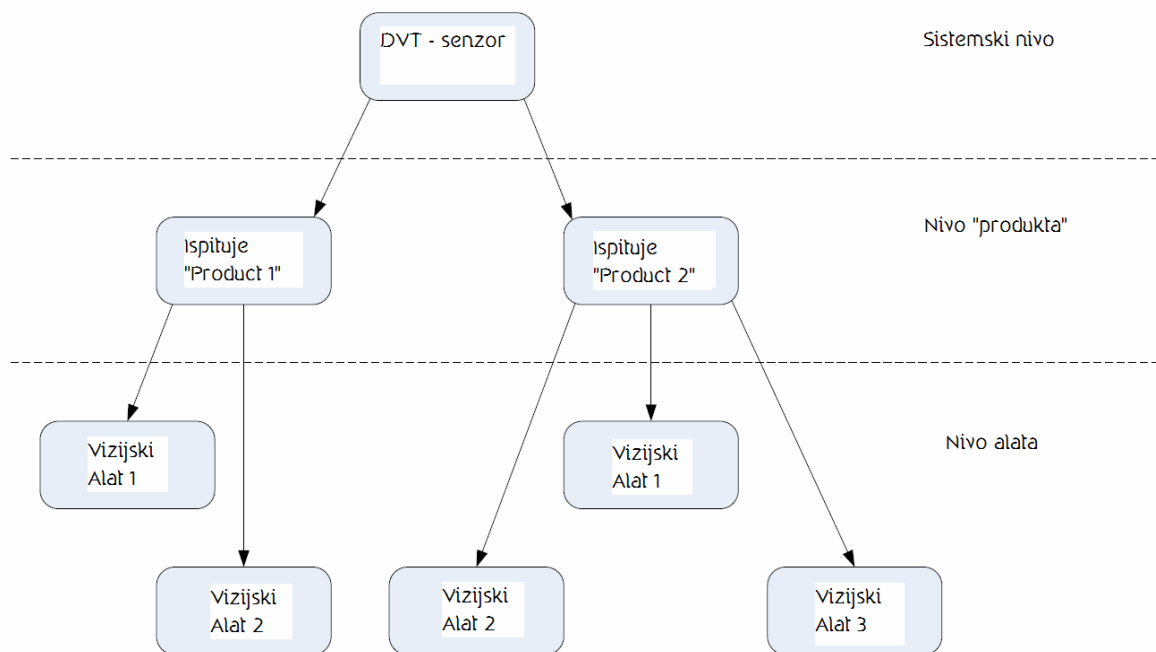 DVT - senzor
Sistemski nivo
Ispituje
"Product 1"
Ispituje
"Product 2"
Nivo "produkta"
Vizijski
Alat 1
Vizijski
Alat 1
Nivo alata
Vizijski
Alat 2
Vizijski
Alat 2
Vizijski
Alat 3